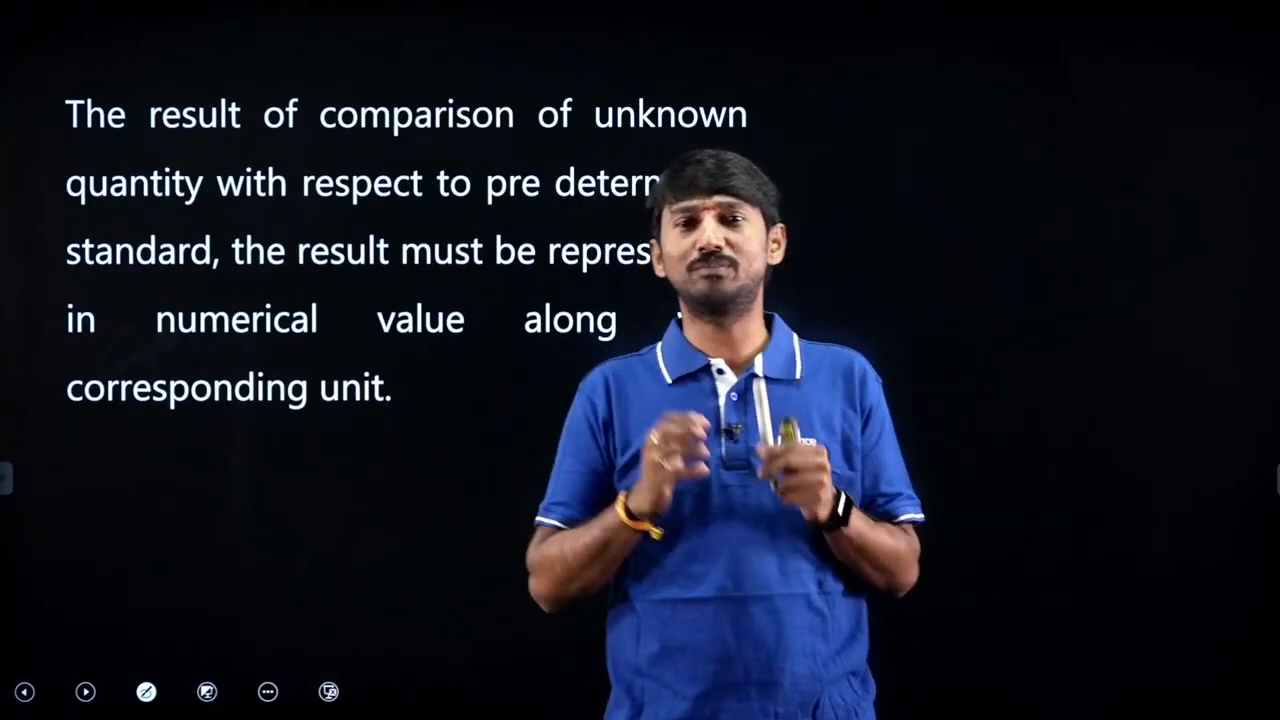 The result of comparison of unknown
quantity with respect to pre
standard, the result must be
in numerical value along
corresponding unit.